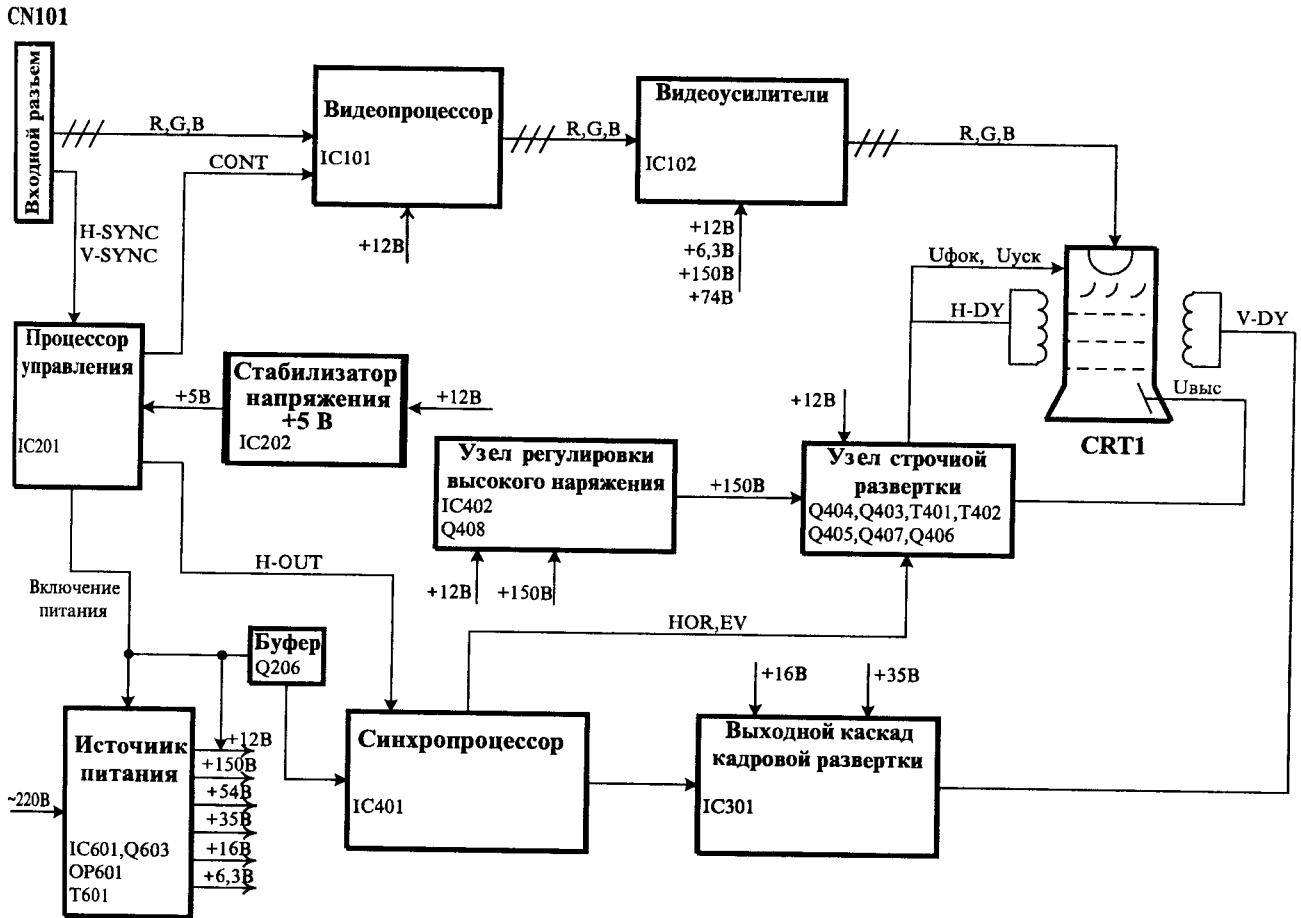 CN101
Входной разъем
R,G,B
CONT
H-SYNC
V-SYNC
Видеопроцессор
IC101
+12В
R,G,B
Видеоусилители
IC102
+12В
+6,3В
+150В
+74В
R,G,B
Uфок, Uуск
H-DY
V-DY
Uвыс
CRT1
Процессор
управления
IC201
+5В
Стабилизатор
напряжения
+5 В
IC202
+12В
Узел регулировки
высокого наряжения
IC402
Q408
+12В
+150В
+150В
+12В
Узел строчной
развертки
Q404,Q403,T401,T402
Q405,Q407,Q406
H-OUT
Включение
питания
Буфер
Q206
HOR,EV
Источник
питания
IC601,Q603
OP601
T601
~220В
+12В
+150В
+54В
+35В
+16В
+6,3В
Синхропроцессор
IC401
+16В
+35В
Выходной каскад
кадровой развертки
IC301